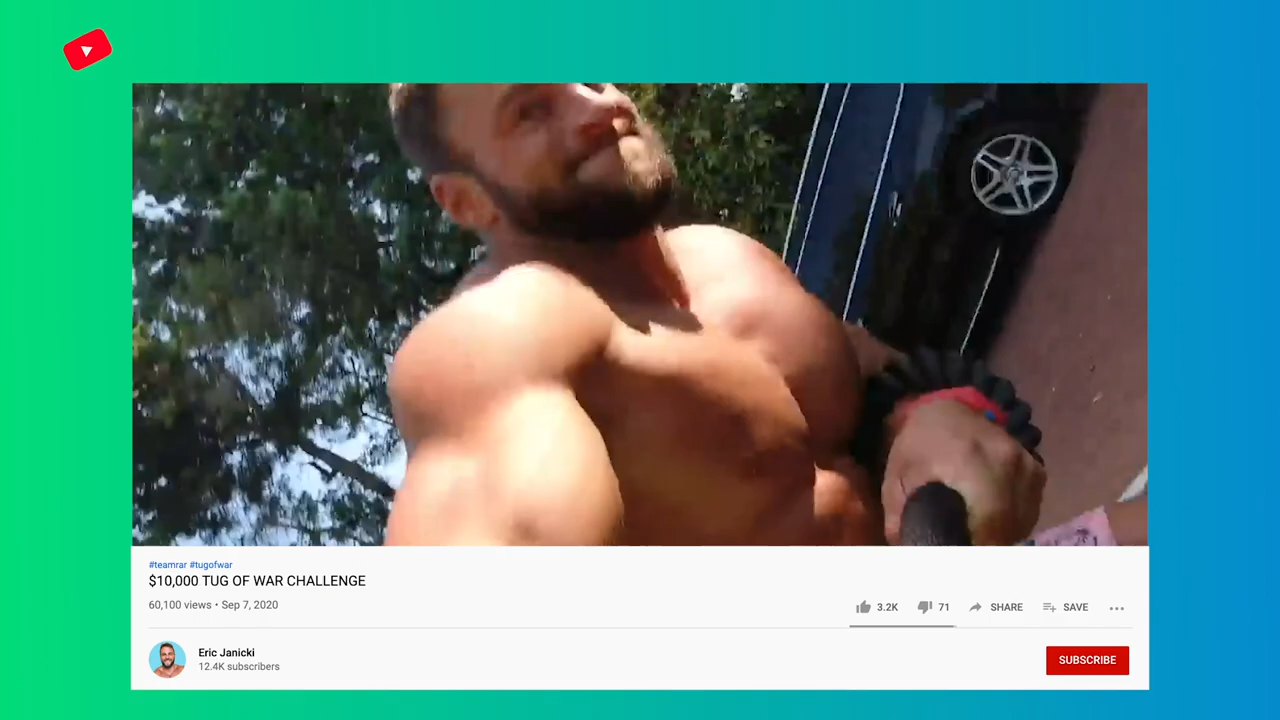 #teamrar #tugofwar
$10,000 TUG OF WAR CHALLENGE
60,100 views • Sep 7, 2020
3.2K 71 SHARE SAVE
Eric Janicki
12.4K subscribers
SUBSCRIBE